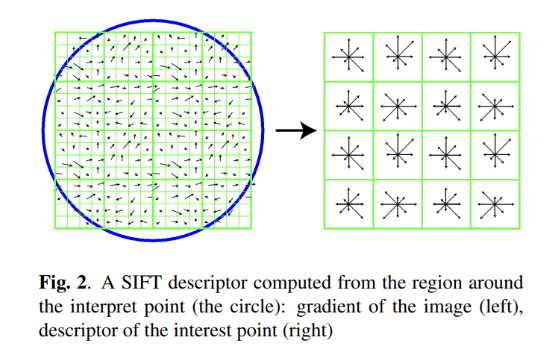 Fig. 2. A SIFT descriptor computed from the region around
the interpret point (the circle): gradient of the image (left),
descriptor of the interest point (right)